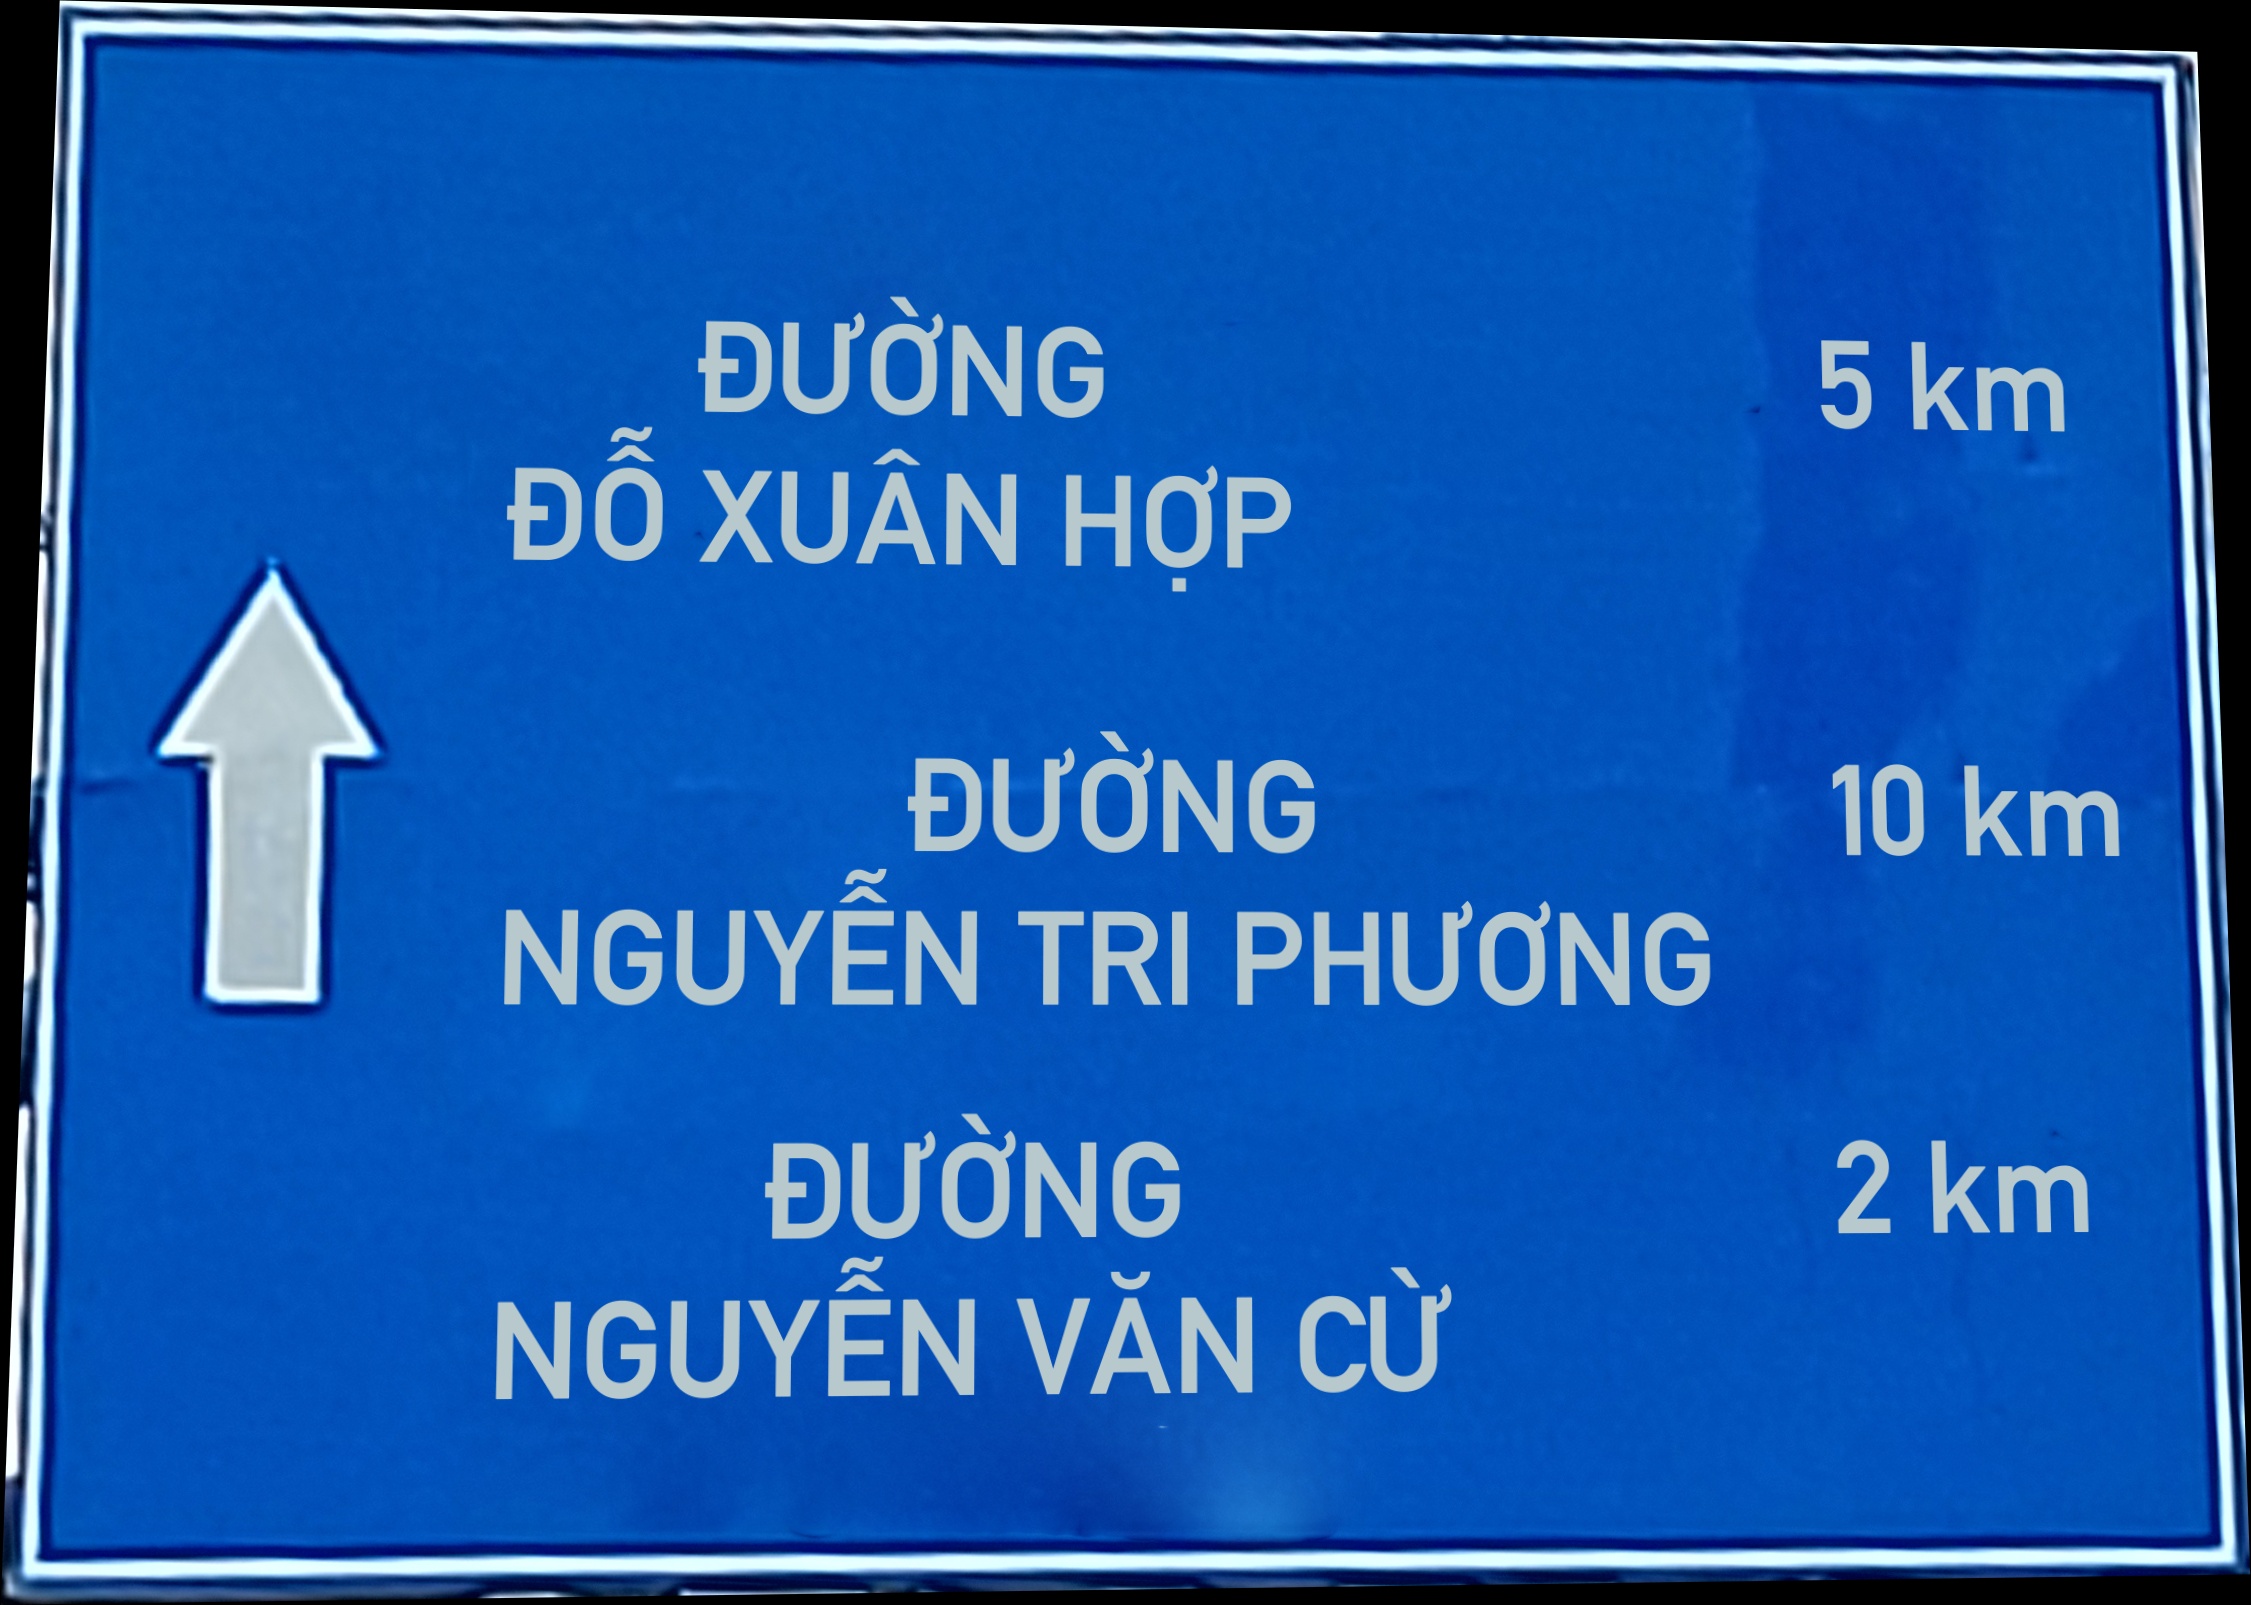 ĐƯỜNG
ĐỖ XUÂN HỢP
5 km
ĐƯỜNG
NGUYỄN TRI PHƯƠNG
10 km
ĐƯỜNG
NGUYỄN VĂN CỪ
2 km